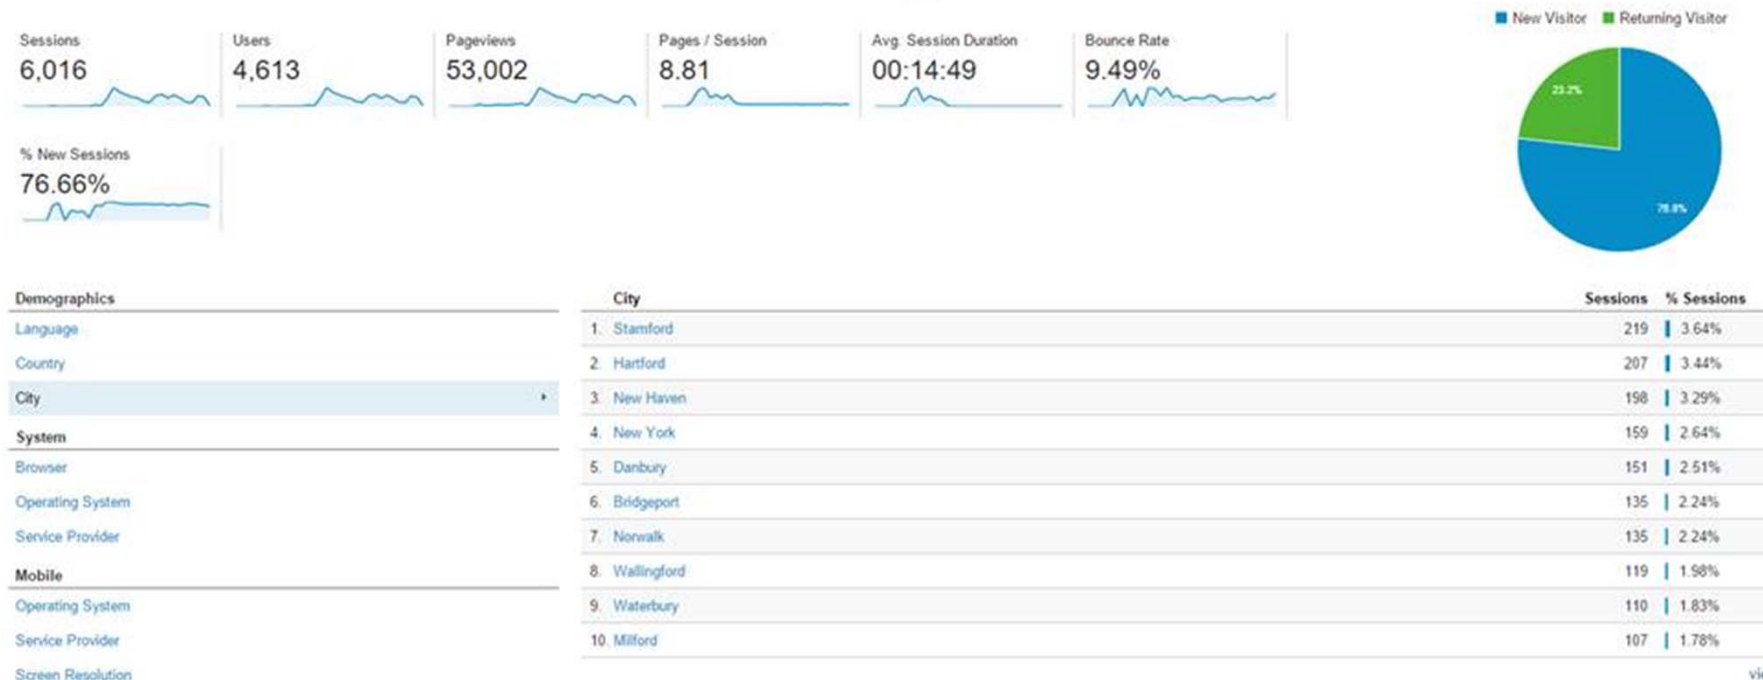 New Visitor Returning Visitor
Sessions Users Pageviews Pages / Session Avg. Session Duration Bounce Rate
6,016 4,613 53,002 8.81 00:14:49 9.49%
23.2%
% New Sessions
76.66%
76.8%
Demographics
Language
Country
City
System
Browser
Operating System
Service Provider
Mobile
Operating System
Service Provider
Screen Resolution
City Sessions % Sessions
1. Stamford 219 3.64%
2. Hartford 207 3.44%
3. New Haven 198 3.29%
4. New York 159 2.64%
5. Danbury 151 2.51%
6. Bridgeport 135 2.24%
7. Norwalk 135 2.24%
8. Wallingford 119 1.98%
9. Waterbury 110 1.83%
10. Milford 107 1.78%